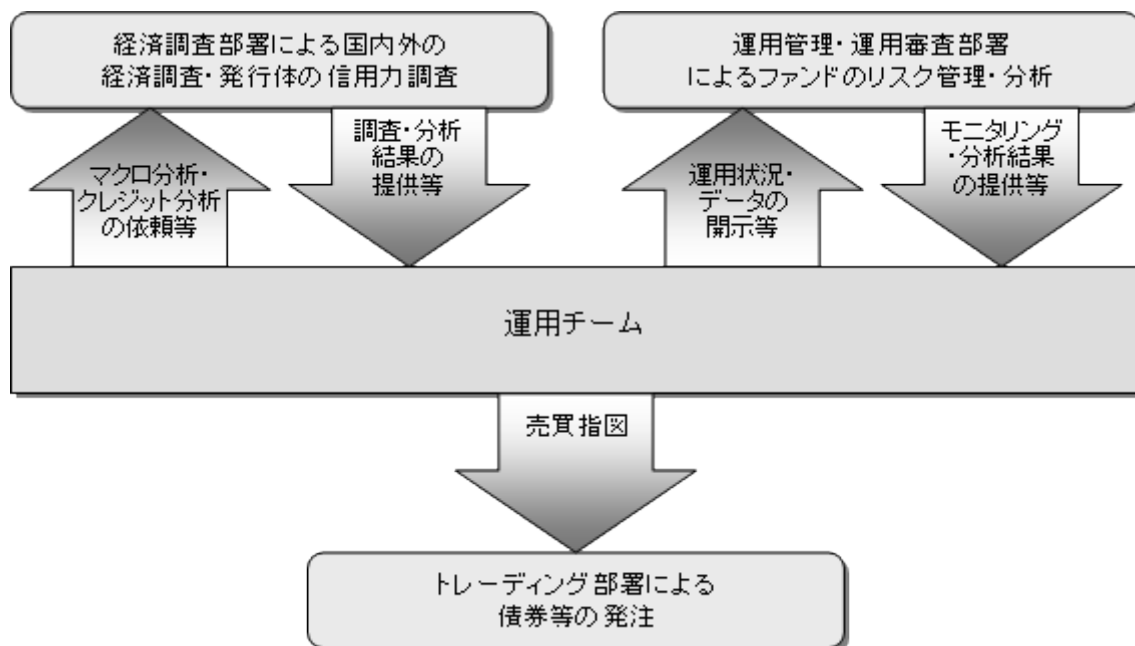 経済調査部署による国内外の
経済調査・発行体の信用力調査
運用管理・運用審査部署
によるファンドのリスク管理・分析
マクロ分析・
クレジット分析
の依頼等
調査・分析
結果の
提供等
運用状況・
データの
開示等
モニタリング
・分析結果
の提供等
運用チーム
売買指図
トレーディング部署による
債券等の発注